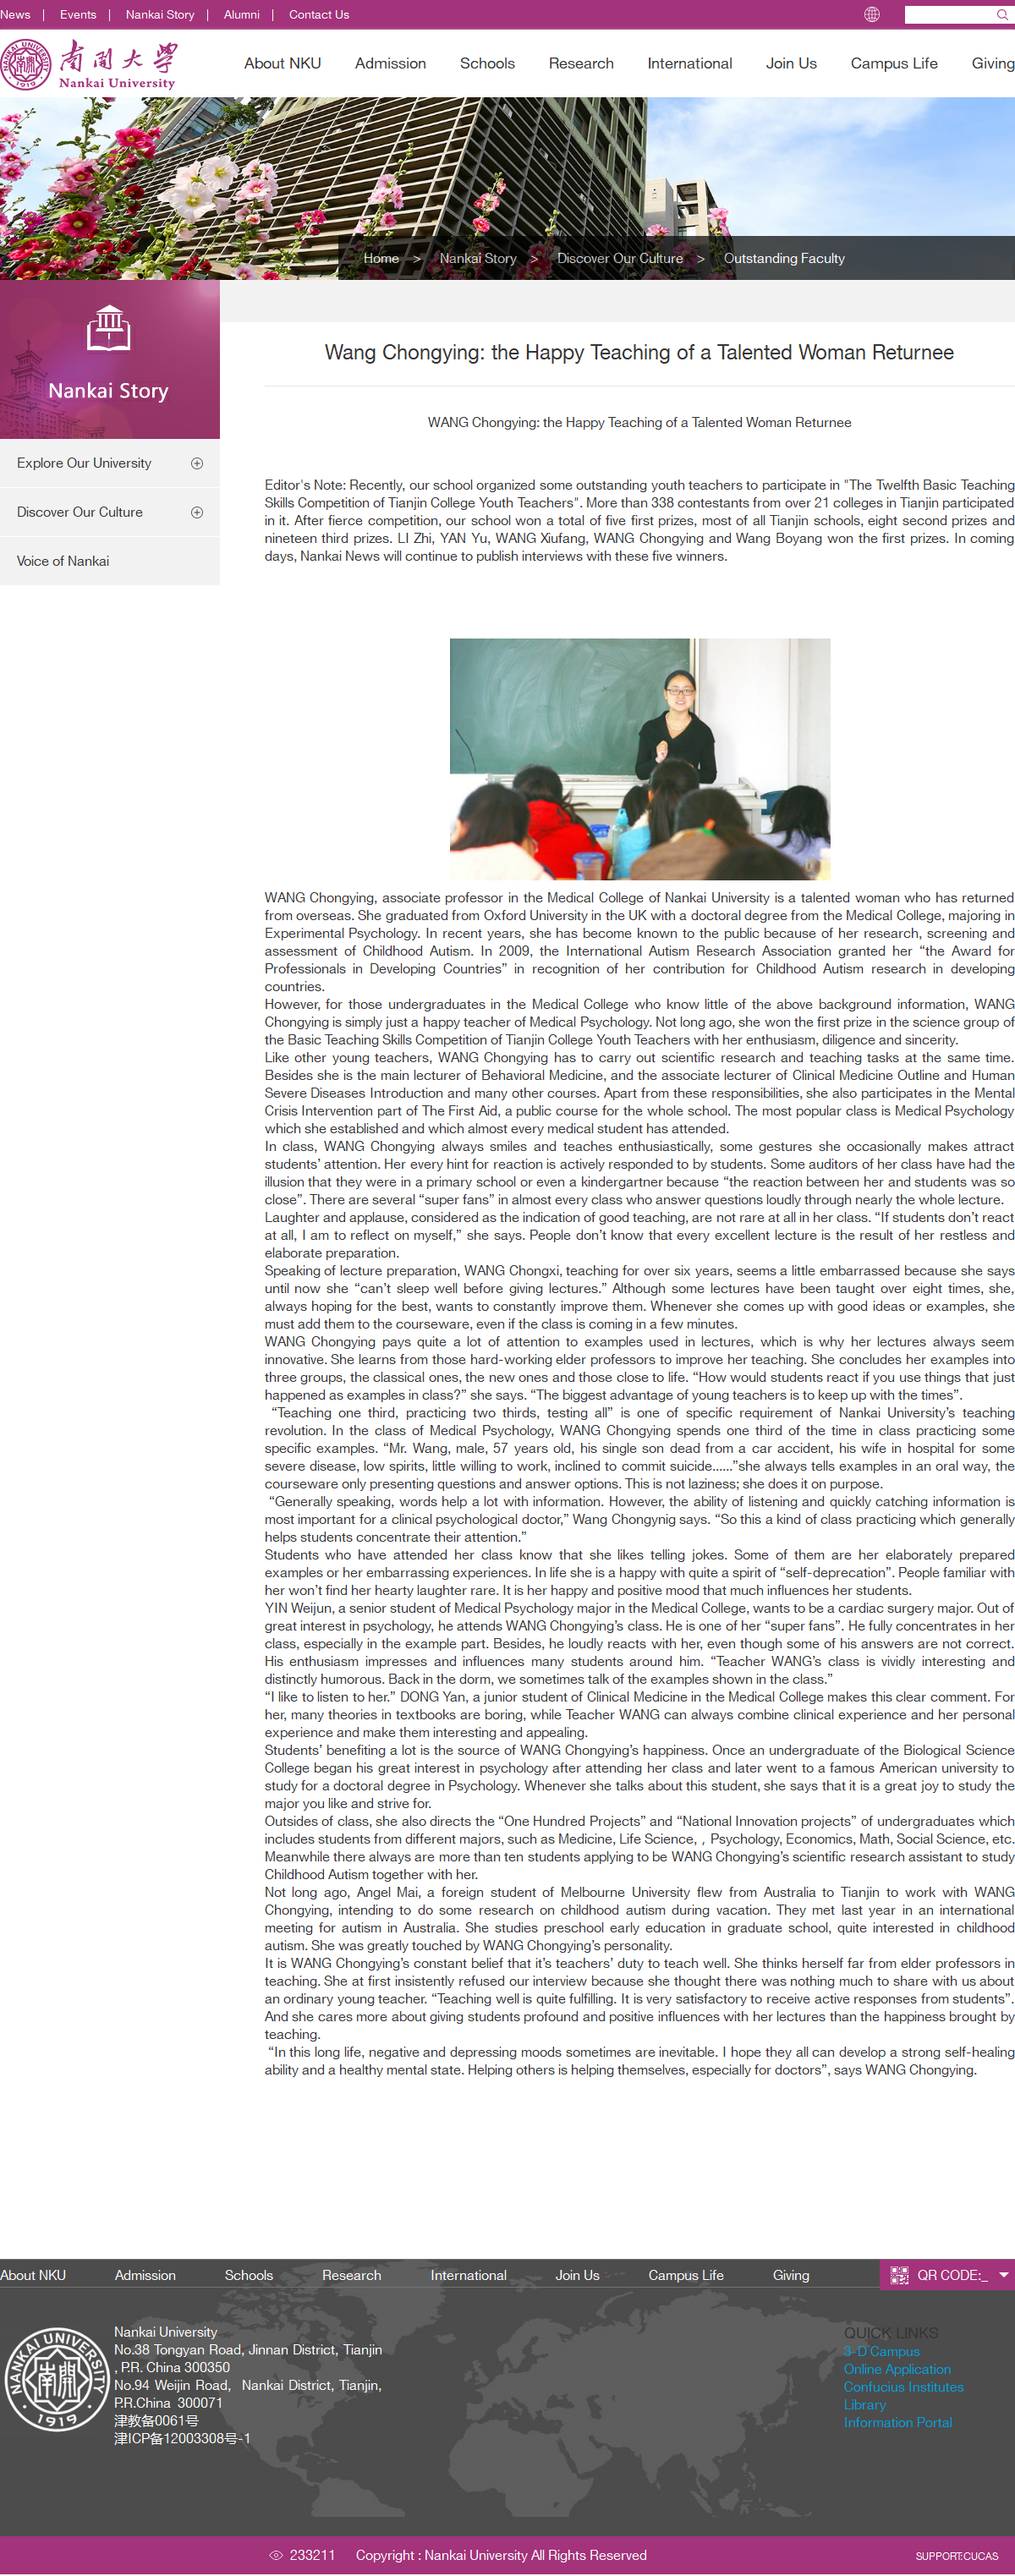 News | Events | Nankai Story | Alumni | Contact Us
南開大學
Nankai University
NANKAI UNIVERSITY
1919
About NKU Admission Schools Research International Join Us Campus Life Giving
Home > Nankai Story > Discover Our Culture > Outstanding Faculty
Nankai Story
Explore Our University
Discover Our Culture
Voice of Nankai
Wang Chongying: the Happy Teaching of a Talented Woman Returnee
WANG Chongying: the Happy Teaching of a Talented Woman Returnee
Editor's Note: Recently, our school organized some outstanding youth teachers to participate in "The Twelfth Basic Teaching
Skills Competition of Tianjin College Youth Teachers". More than 338 contestants from over 21 colleges in Tianjin participated
in it. After fierce competition, our school won a total of five first prizes, most of all Tianjin schools, eight second prizes and
nineteen third prizes. LI Zhi, YAN Yu, WANG Xiufang, WANG Chongying and Wang Boyang won the first prizes. In coming
days, Nankai News will continue to publish interviews with these five winners.
WANG Chongying, associate professor in the Medical College of Nankai University is a talented woman who has returned
from overseas. She graduated from Oxford University in the UK with a doctoral degree from the Medical College, majoring in
Experimental Psychology. In recent years, she has become known to the public because of her research, screening and
assessment of Childhood Autism. In 2009, the International Autism Research Association granted her “the Award for
Professionals in Developing Countries” in recognition of her contribution for Childhood Autism research in developing
countries.
However, for those undergraduates in the Medical College who know little of the above background information, WANG
Chongying is simply just a happy teacher of Medical Psychology. Not long ago, she won the first prize in the science group of
the Basic Teaching Skills Competition of Tianjin College Youth Teachers with her enthusiasm, diligence and sincerity.
Like other young teachers, WANG Chongying has to carry out scientific research and teaching tasks at the same time.
Besides she is the main lecturer of Behavioral Medicine, and the associate lecturer of Clinical Medicine Outline and Human
Severe Diseases Introduction and many other courses. Apart from these responsibilities, she also participates in the Mental
Crisis Intervention part of The First Aid, a public course for the whole school. The most popular class is Medical Psychology
which she established and which almost every medical student has attended.
In class, WANG Chongying always smiles and teaches enthusiastically, some gestures she occasionally makes attract
students’ attention. Her every hint for reaction is actively responded to by students. Some auditors of her class have had the
illusion that they were in a primary school or even a kindergartner because “the reaction between her and students was so
close”. There are several “super fans” in almost every class who answer questions loudly through nearly the whole lecture.
Laughter and applause, considered as the indication of good teaching, are not rare at all in her class. “If students don’t react
at all, I am to reflect on myself,” she says. People don’t know that every excellent lecture is the result of her restless and
elaborate preparation.
Speaking of lecture preparation, WANG Chongxi, teaching for over six years, seems a little embarrassed because she says
until now she “can’t sleep well before giving lectures.” Although some lectures have been taught over eight times, she,
always hoping for the best, wants to constantly improve them. Whenever she comes up with good ideas or examples, she
must add them to the courseware, even if the class is coming in a few minutes.
WANG Chongying pays quite a lot of attention to examples used in lectures, which is why her lectures always seem
innovative. She learns from those hard-working elder professors to improve her teaching. She concludes her examples into
three groups, the classical ones, the new ones and those close to life. “How would students react if you use things that just
happened as examples in class?” she says. “The biggest advantage of young teachers is to keep up with the times”.
“Teaching one third, practicing two thirds, testing all” is one of specific requirement of Nankai University’s teaching
revolution. In the class of Medical Psychology, WANG Chongying spends one third of the time in class practicing some
specific examples. “Mr. Wang, male, 57 years old, his single son dead from a car accident, his wife in hospital for some
severe disease, low spirits, little willing to work, inclined to commit suicide......”she always tells examples in an oral way, the
courseware only presenting questions and answer options. This is not laziness; she does it on purpose.
“Generally speaking, words help a lot with information. However, the ability of listening and quickly catching information is
most important for a clinical psychological doctor,” Wang Chongynig says. “So this a kind of class practicing which generally
helps students concentrate their attention.”
Students who have attended her class know that she likes telling jokes. Some of them are her elaborately prepared
examples or her embarrassing experiences. In life she is a happy with quite a spirit of “self-deprecation”. People familiar with
her won’t find her hearty laughter rare. It is her happy and positive mood that much influences her students.
YIN Weijun, a senior student of Medical Psychology major in the Medical College, wants to be a cardiac surgery major. Out of
great interest in psychology, he attends WANG Chongying’s class. He is one of her “super fans”. He fully concentrates in her
class, especially in the example part. Besides, he loudly reacts with her, even though some of his answers are not correct.
His enthusiasm impresses and influences many students around him. “Teacher WANG’s class is vividly interesting and
distinctly humorous. Back in the dorm, we sometimes talk of the examples shown in the class.”
“I like to listen to her.” DONG Yan, a junior student of Clinical Medicine in the Medical College makes this clear comment. For
her, many theories in textbooks are boring, while Teacher WANG can always combine clinical experience and her personal
experience and make them interesting and appealing.
Students’ benefiting a lot is the source of WANG Chongying’s happiness. Once an undergraduate of the Biological Science
College began his great interest in psychology after attending her class and later went to a famous American university to
study for a doctoral degree in Psychology. Whenever she talks about this student, she says that it is a great joy to study the
major you like and strive for.
Outsides of class, she also directs the “One Hundred Projects” and “National Innovation projects” of undergraduates which
includes students from different majors, such as Medicine, Life Science, , Psychology, Economics, Math, Social Science, etc.
Meanwhile there always are more than ten students applying to be WANG Chongying’s scientific research assistant to study
Childhood Autism together with her.
Not long ago, Angel Mai, a foreign student of Melbourne University flew from Australia to Tianjin to work with WANG
Chongying, intending to do some research on childhood autism during vacation. They met last year in an international
meeting for autism in Australia. She studies preschool early education in graduate school, quite interested in childhood
autism. She was greatly touched by WANG Chongying’s personality.
It is WANG Chongying’s constant belief that it’s teachers’ duty to teach well. She thinks herself far from elder professors in
teaching. She at first insistently refused our interview because she thought there was nothing much to share with us about
an ordinary young teacher. “Teaching well is quite fulfilling. It is very satisfactory to receive active responses from students”.
And she cares more about giving students profound and positive influences with her lectures than the happiness brought by
teaching.
“In this long life, negative and depressing moods sometimes are inevitable. I hope they all can develop a strong self-healing
ability and a healthy mental state. Helping others is helping themselves, especially for doctors”, says WANG Chongying.
About NKU Admission Schools Research International Join Us Campus Life Giving QR CODE:_
NANKAI UNIVERSITY
1919
Nankai University
No.38 Tongyan Road, Jinnan District, Tianjin
, P.R. China 300350
No.94 Weijin Road, Nankai District, Tianjin,
P.R.China 300071
津教备0061号
津ICP备12003308号-1
QUICK LINKS
3-D Campus
Online Application
Confucius Institutes
Library
Information Portal
233211 Copyright : Nankai University All Rights Reserved SUPPORT:CUCAS